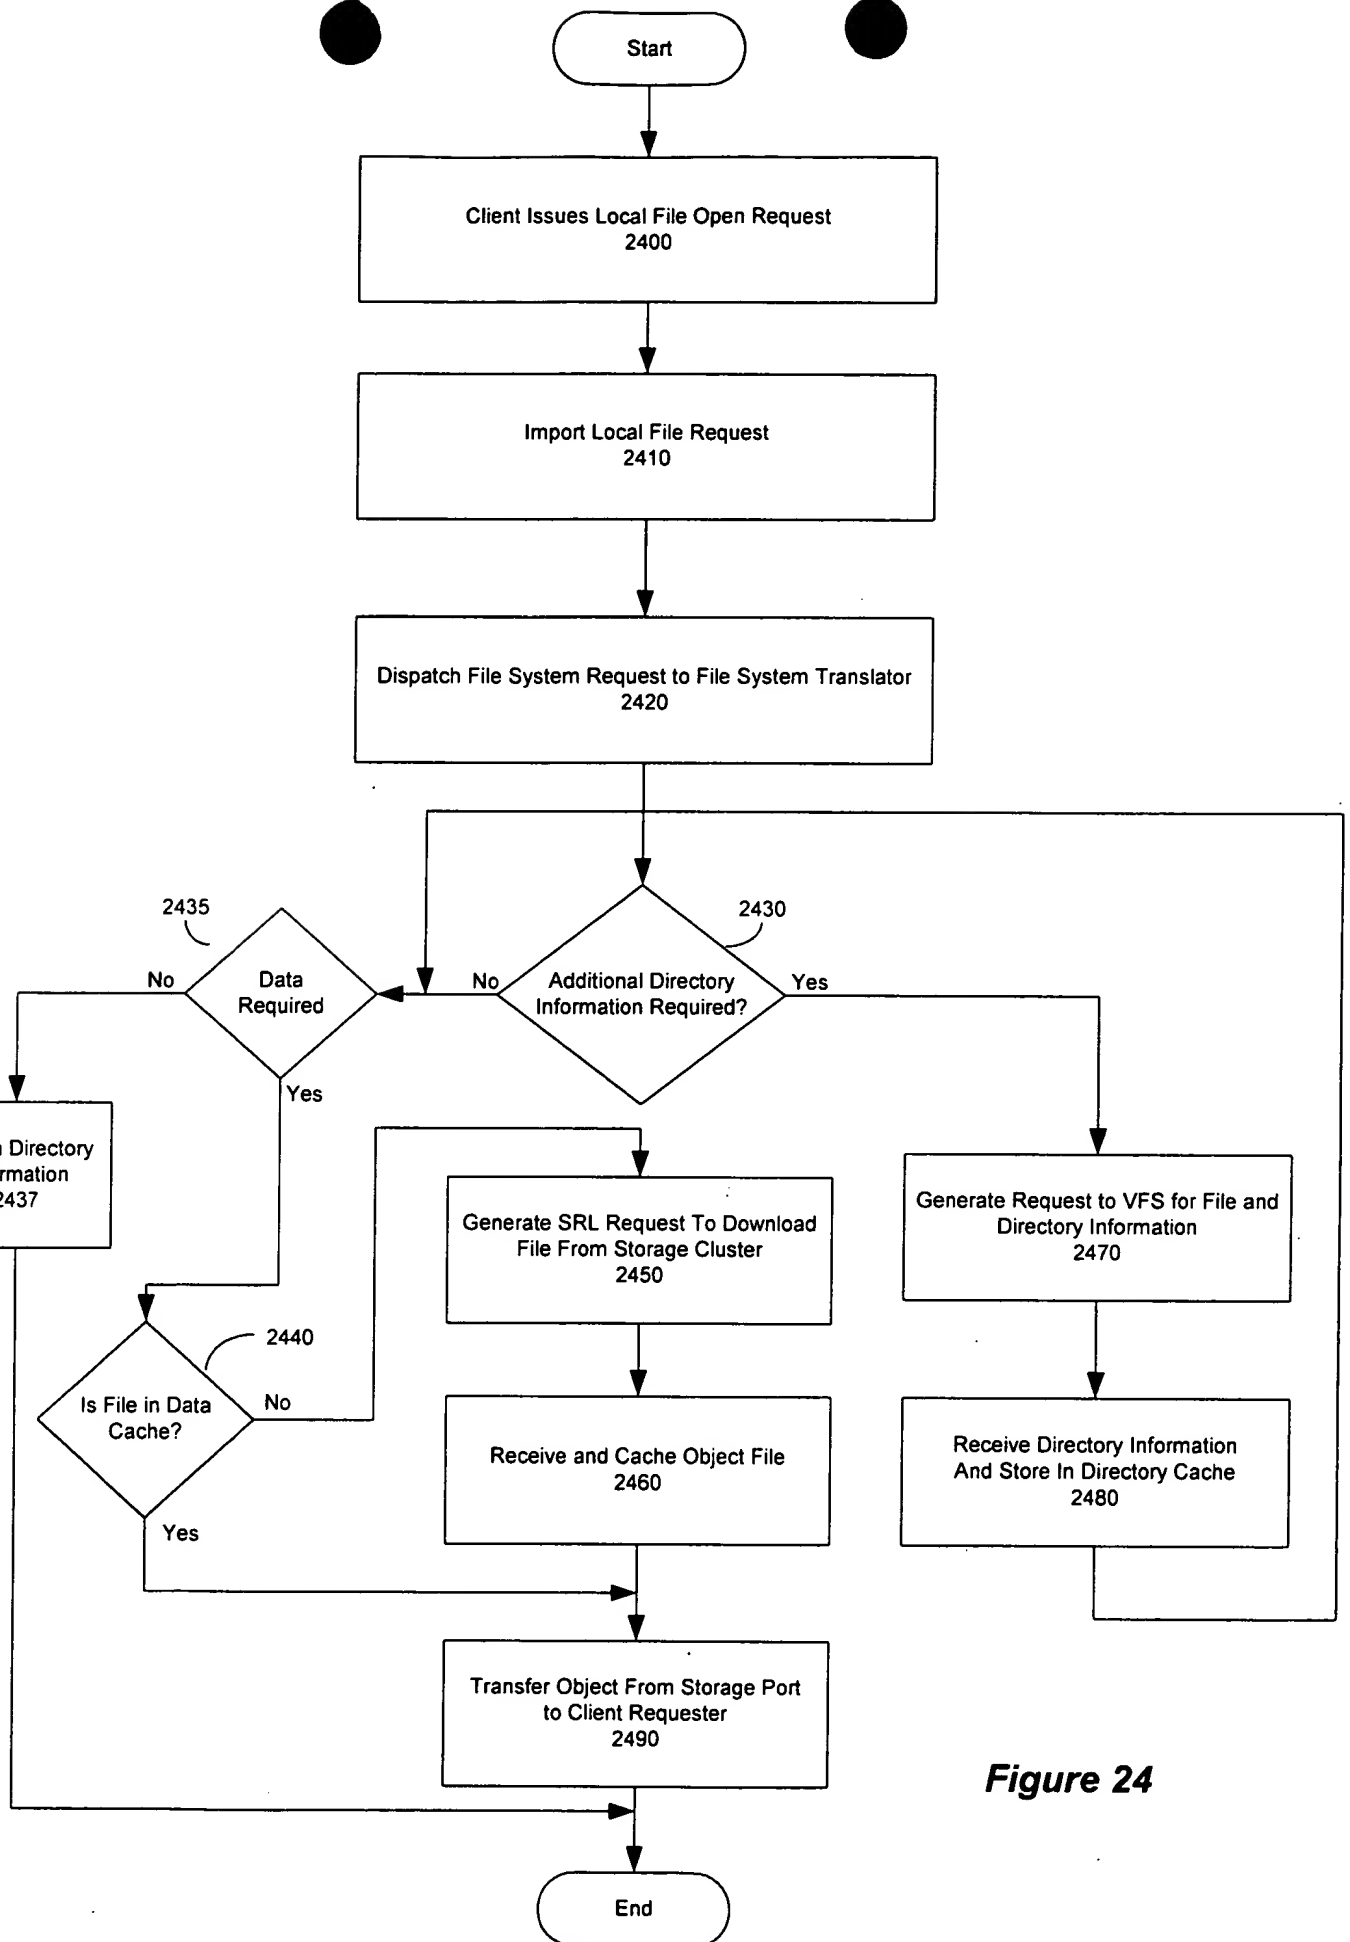 Start
Client Issues Local File Open Request
2400
Import Local File Request
2410
Dispatch File System Request to File System Translator
2420
2435
2430
No
Data
Required
No
Additional Directory
Information Required?
Yes
Yes
Directory
2437
Generate SRL Request To Download
File From Storage Cluster
2450
Generate Request to VFS for File and
Directory Information
2470
2440
Is File in Data
Cache?
No
Receive and Cache Object File
2460
Receive Directory Information
And Store In Directory Cache
2480
Yes
Transfer Object From Storage Port
to Client Requester
2490
Figure 24
End